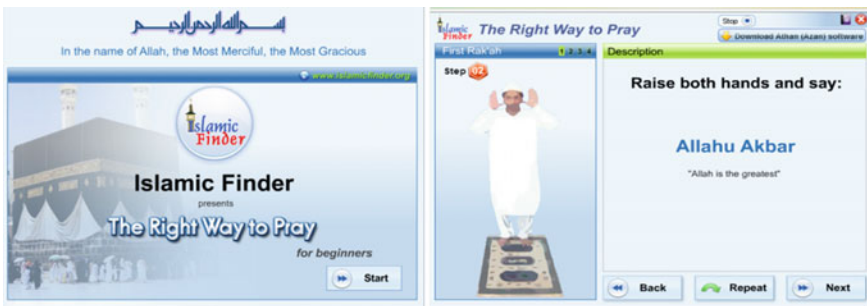 بسم الله الرحمن الرحيم
In the name of Allah, the Most Merciful, the Most Gracious
www.islamicfinder.org
Islamic
Finder
Islamic Finder
presents
The Right Way to Pray
for beginners
Start
Islamic
Finder
The Right Way to Pray
Stop
Download Athan (Azan) software
First Rak'ah
1 2 3 4
Description
Step 02
Raise both hands and say:
Allahu Akbar
"Allah is the greatest"
Back
Repeat
Next